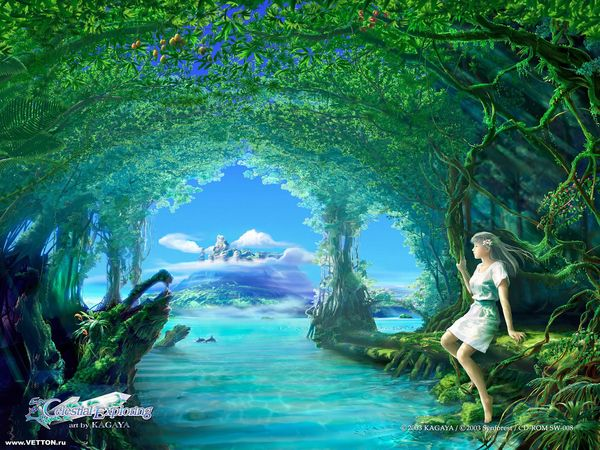 Celestial Exploring
art by KAGAYA
©2003 KAGAYA / ©2003 Synforest / CD-ROM SW-008
www.VETTON.ru